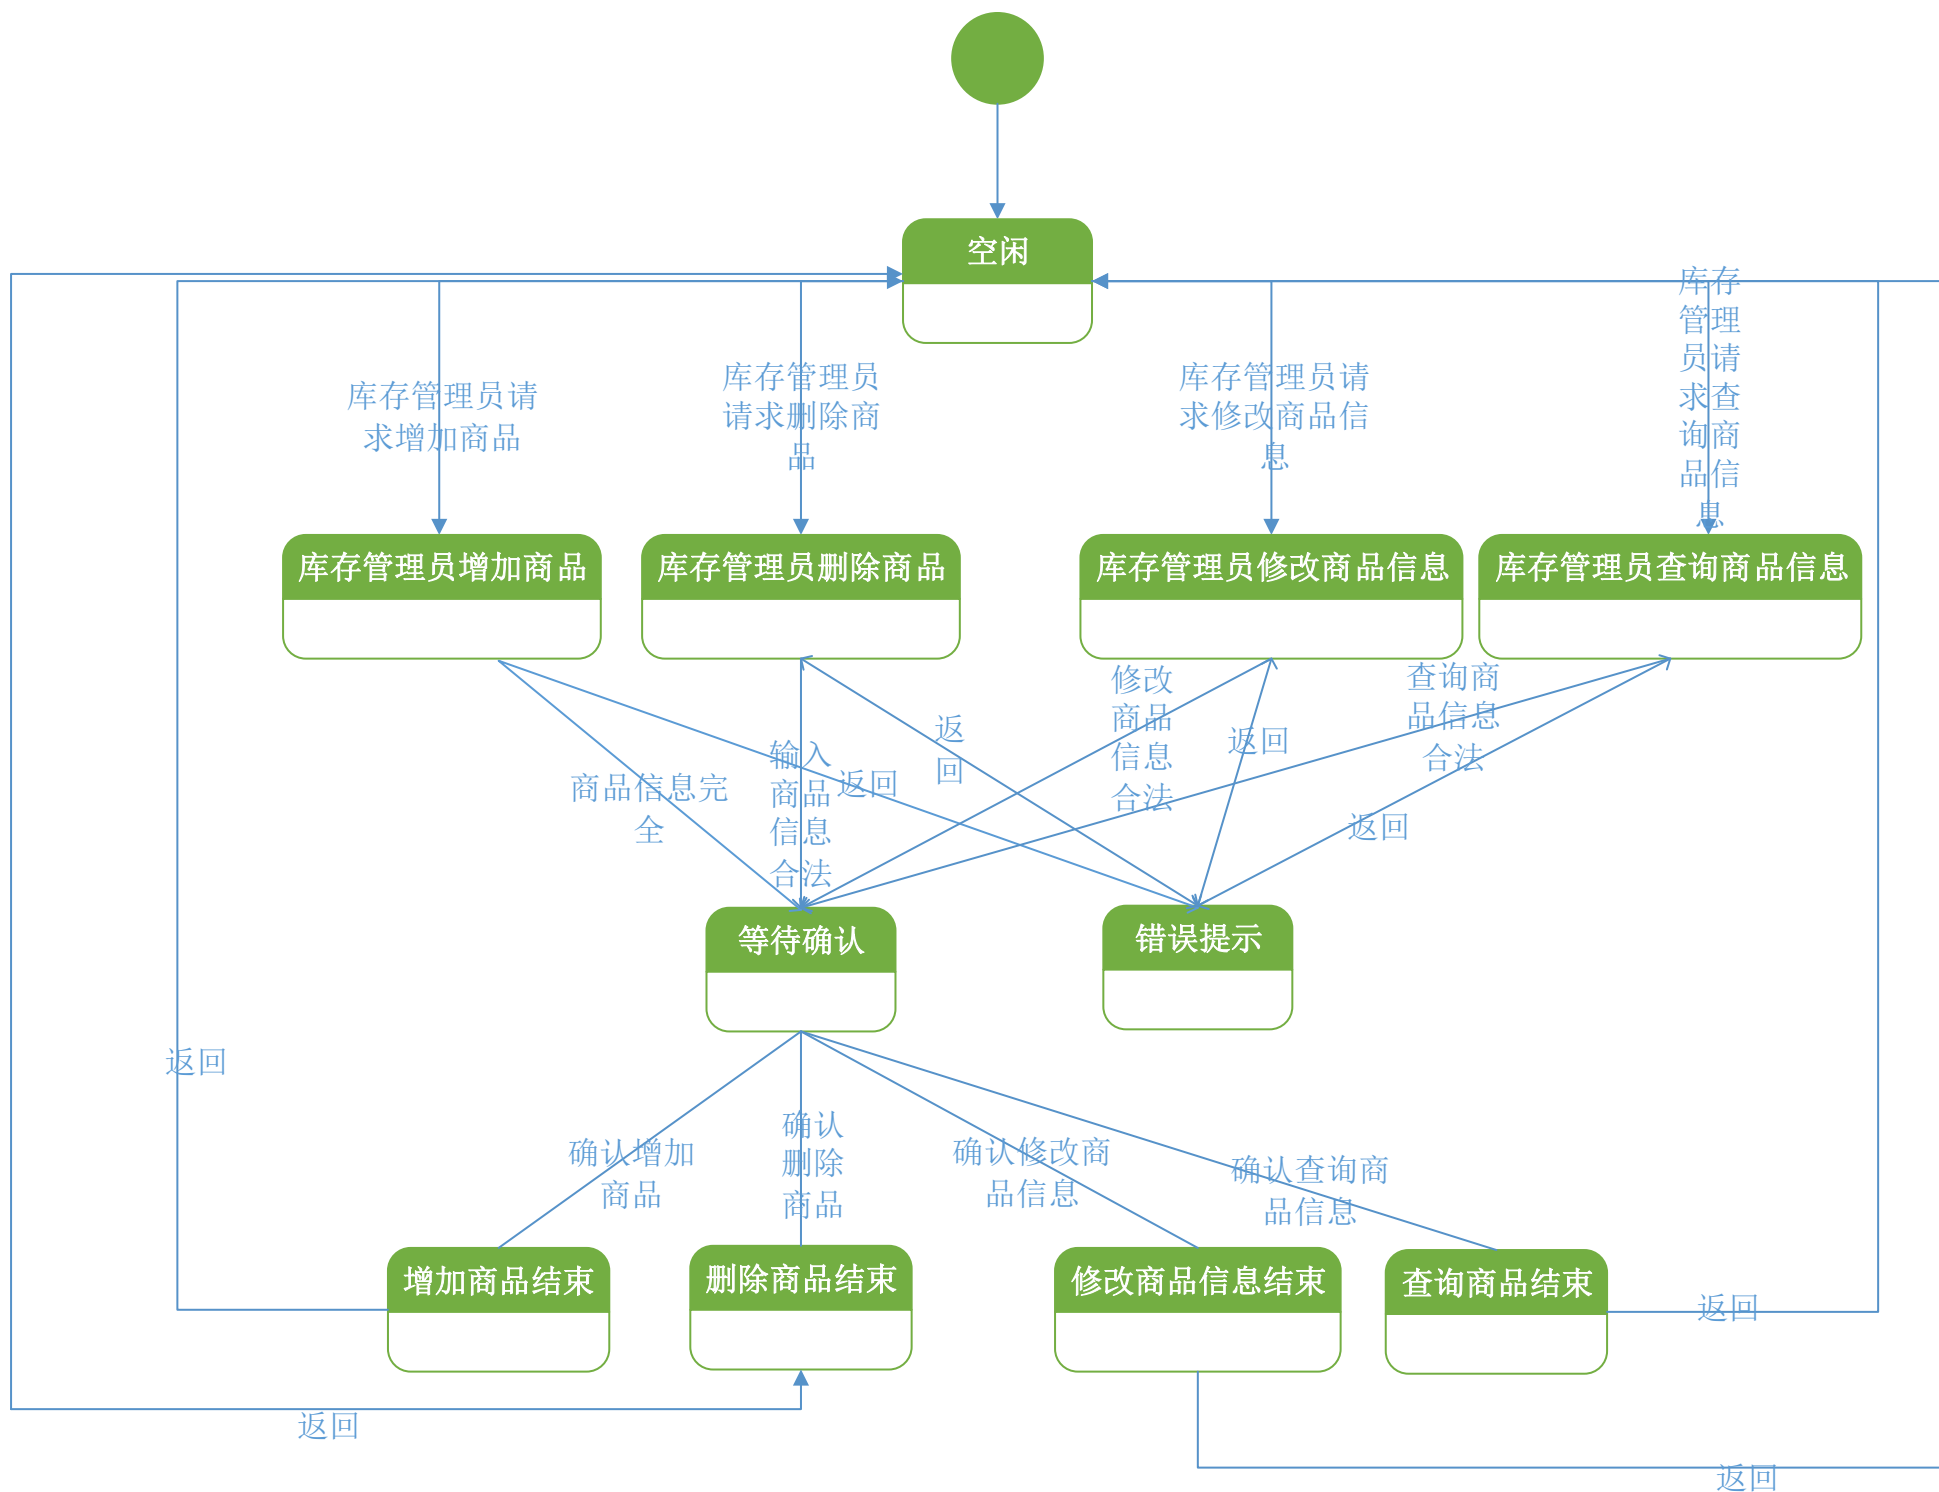 空闲
库存管理员请
求增加商品
库存管理员
请求删除商
品
库存管理员请
求修改商品信
息
库存
管理
员请
求查
询商
品信
息
库存管理员增加商品
库存管理员删除商品
库存管理员修改商品信息
库存管理员查询商品信息
商品信息完
全
输入
商品
信息
合法
返回
返
回
修改
商品
信息
合法
返回
查询商
品信息
合法
返回
等待确认
错误提示
返回
确认增加
商品
确认
删除
商品
确认修改商
品信息
确认查询商
品信息
增加商品结束
删除商品结束
修改商品信息结束
查询商品结束
返回
返回
返回